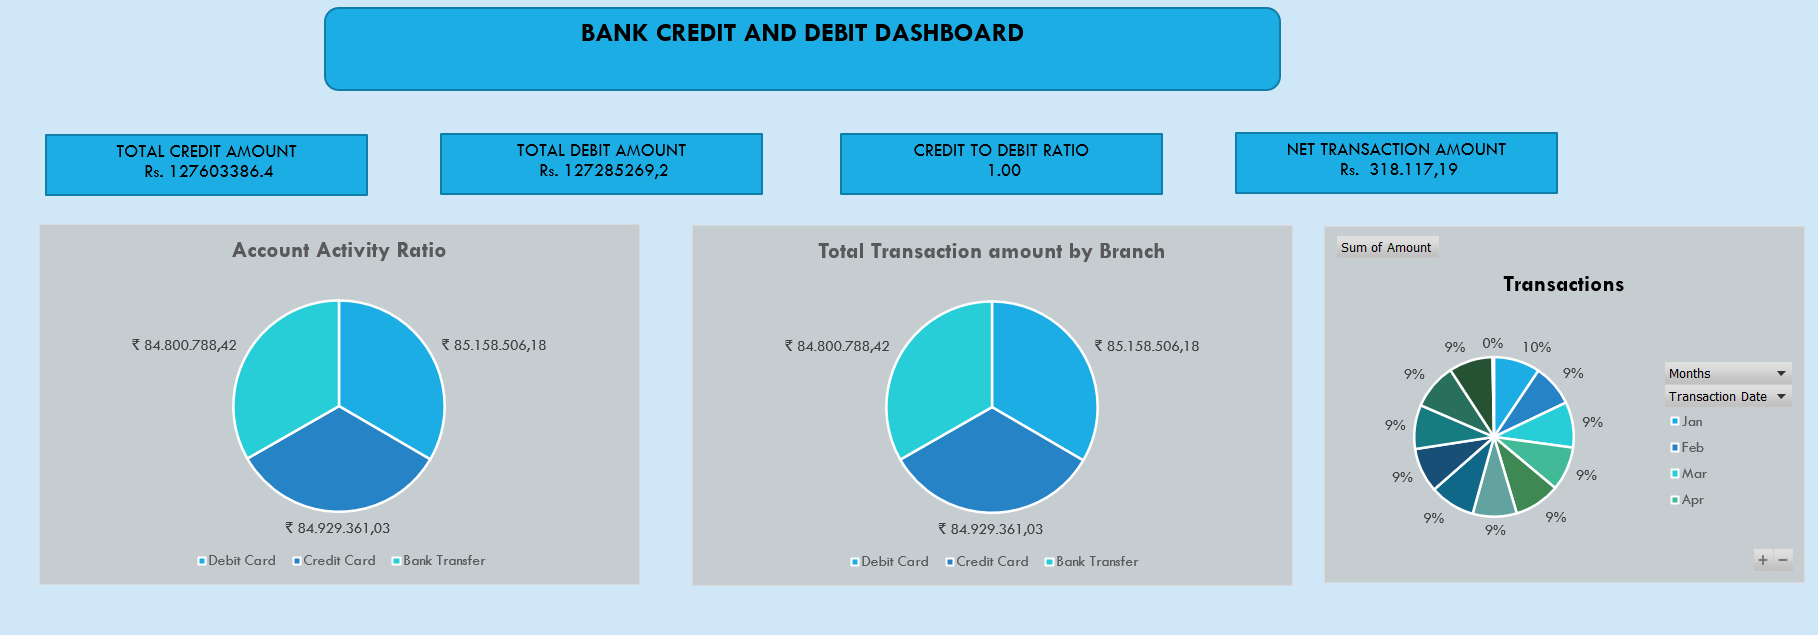 BANK CREDIT AND DEBIT DASHBOARD
TOTAL CREDIT AMOUNT
Rs. 127603386.4
TOTAL DEBIT AMOUNT
Rs. 127285269,2
CREDIT TO DEBIT RATIO
1.00
NET TRANSACTION AMOUNT
Rs.  318.117,19
Account Activity Ratio
₹ 84.800.788,42
₹ 85.158.506,18
₹ 84.929.361,03
Debit Card
Credit Card
Bank Transfer
Total Transaction amount by Branch
₹ 84.800.788,42
₹ 85.158.506,18
₹ 84.929.361,03
Debit Card
Credit Card
Bank Transfer
Sum of Amount
Transactions
0%
10%
9%
9%
9%
9%
9%
9%
9%
9%
9%
9%
Months
Transaction Date
Jan
Feb
Mar
Apr
+ −